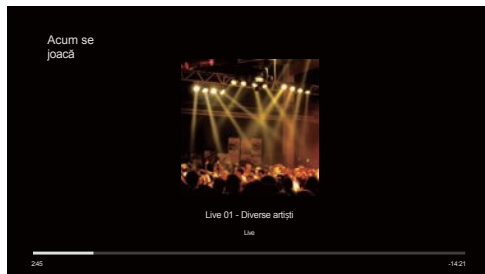 Acum se
joacă
Live 01 - Diverse artiști
Live
2:45
-14:21